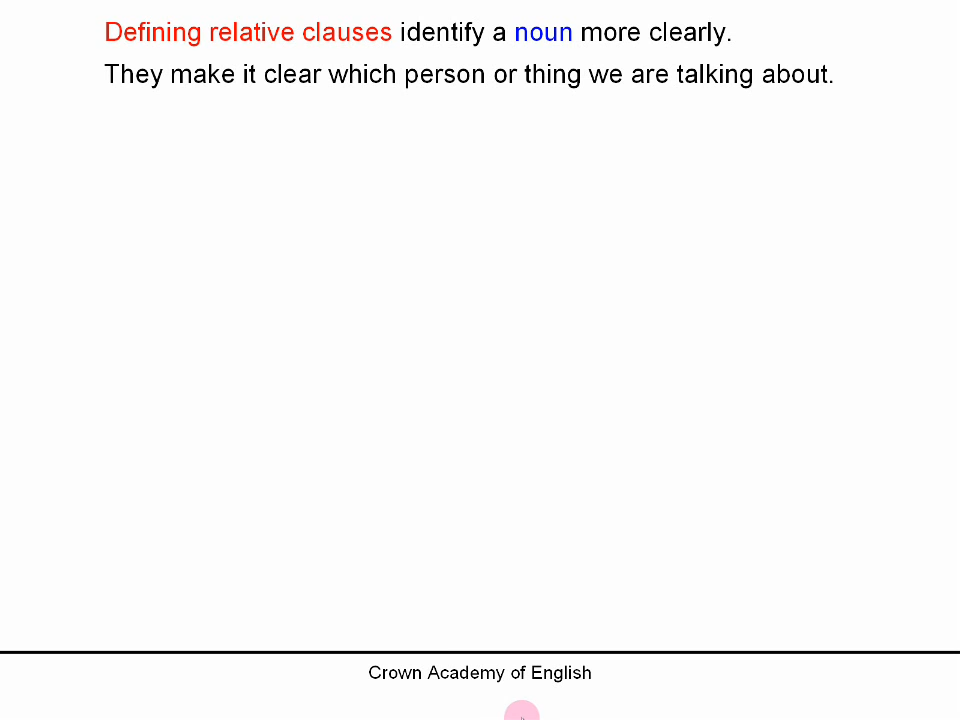 Defining relative clauses identify a noun more clearly.
They make it clear which person or thing we are talking about.
Crown Academy of English